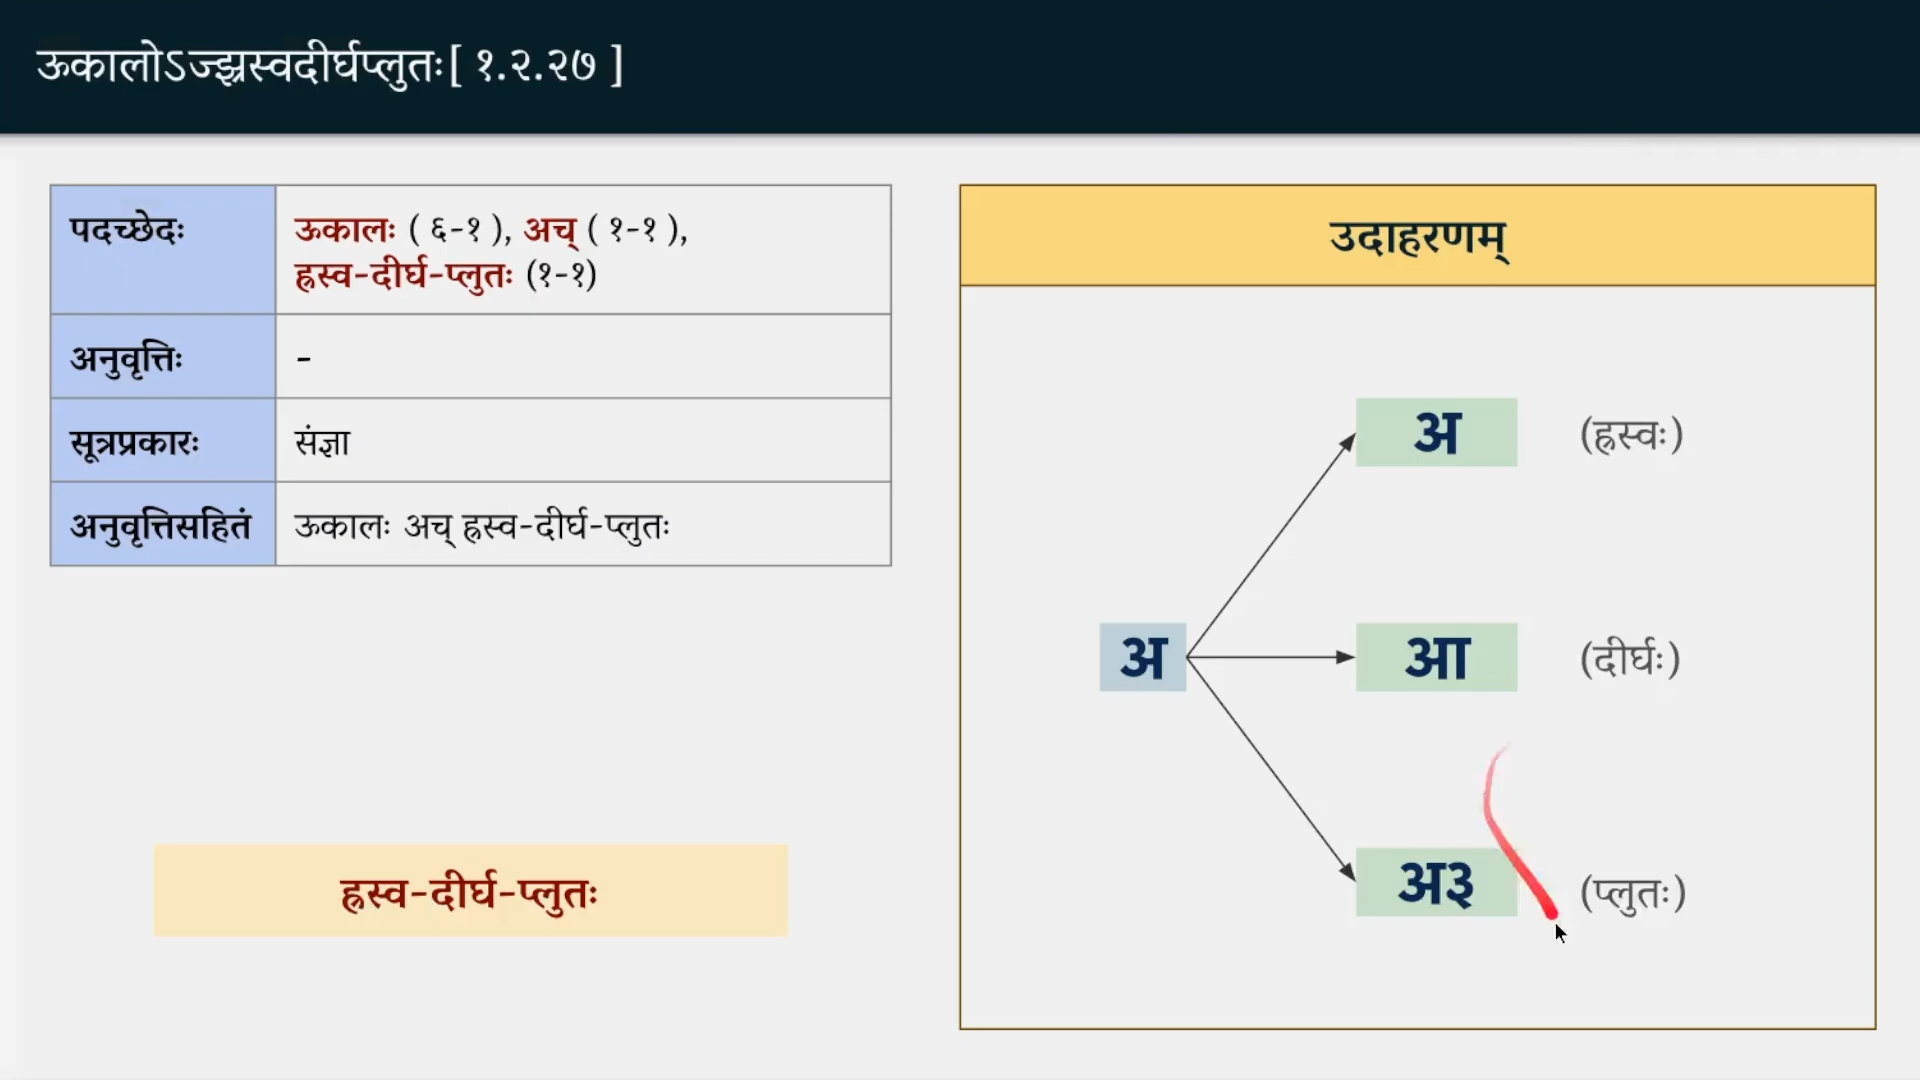 ऊकालोऽज्झ्रस्वदीर्घप्लुतः [ १.२.२७ ]
पदच्छेदः
ऊकालः ( ६-१ ), अच् ( १-१ ),
ह्रस्व-दीर्घ-प्लुतः (१-१)
अनुवृत्तिः
-
सूत्रप्रकारः
संज्ञा
अनुवृत्तिसहितं
ऊकालः अच् ह्रस्व-दीर्घ-प्लुतः
ह्रस्व-दीर्घ-प्लुतः
उदाहरणम्
अ (ह्रस्वः)
अ
आ (दीर्घः)
अ३ (प्लुतः)